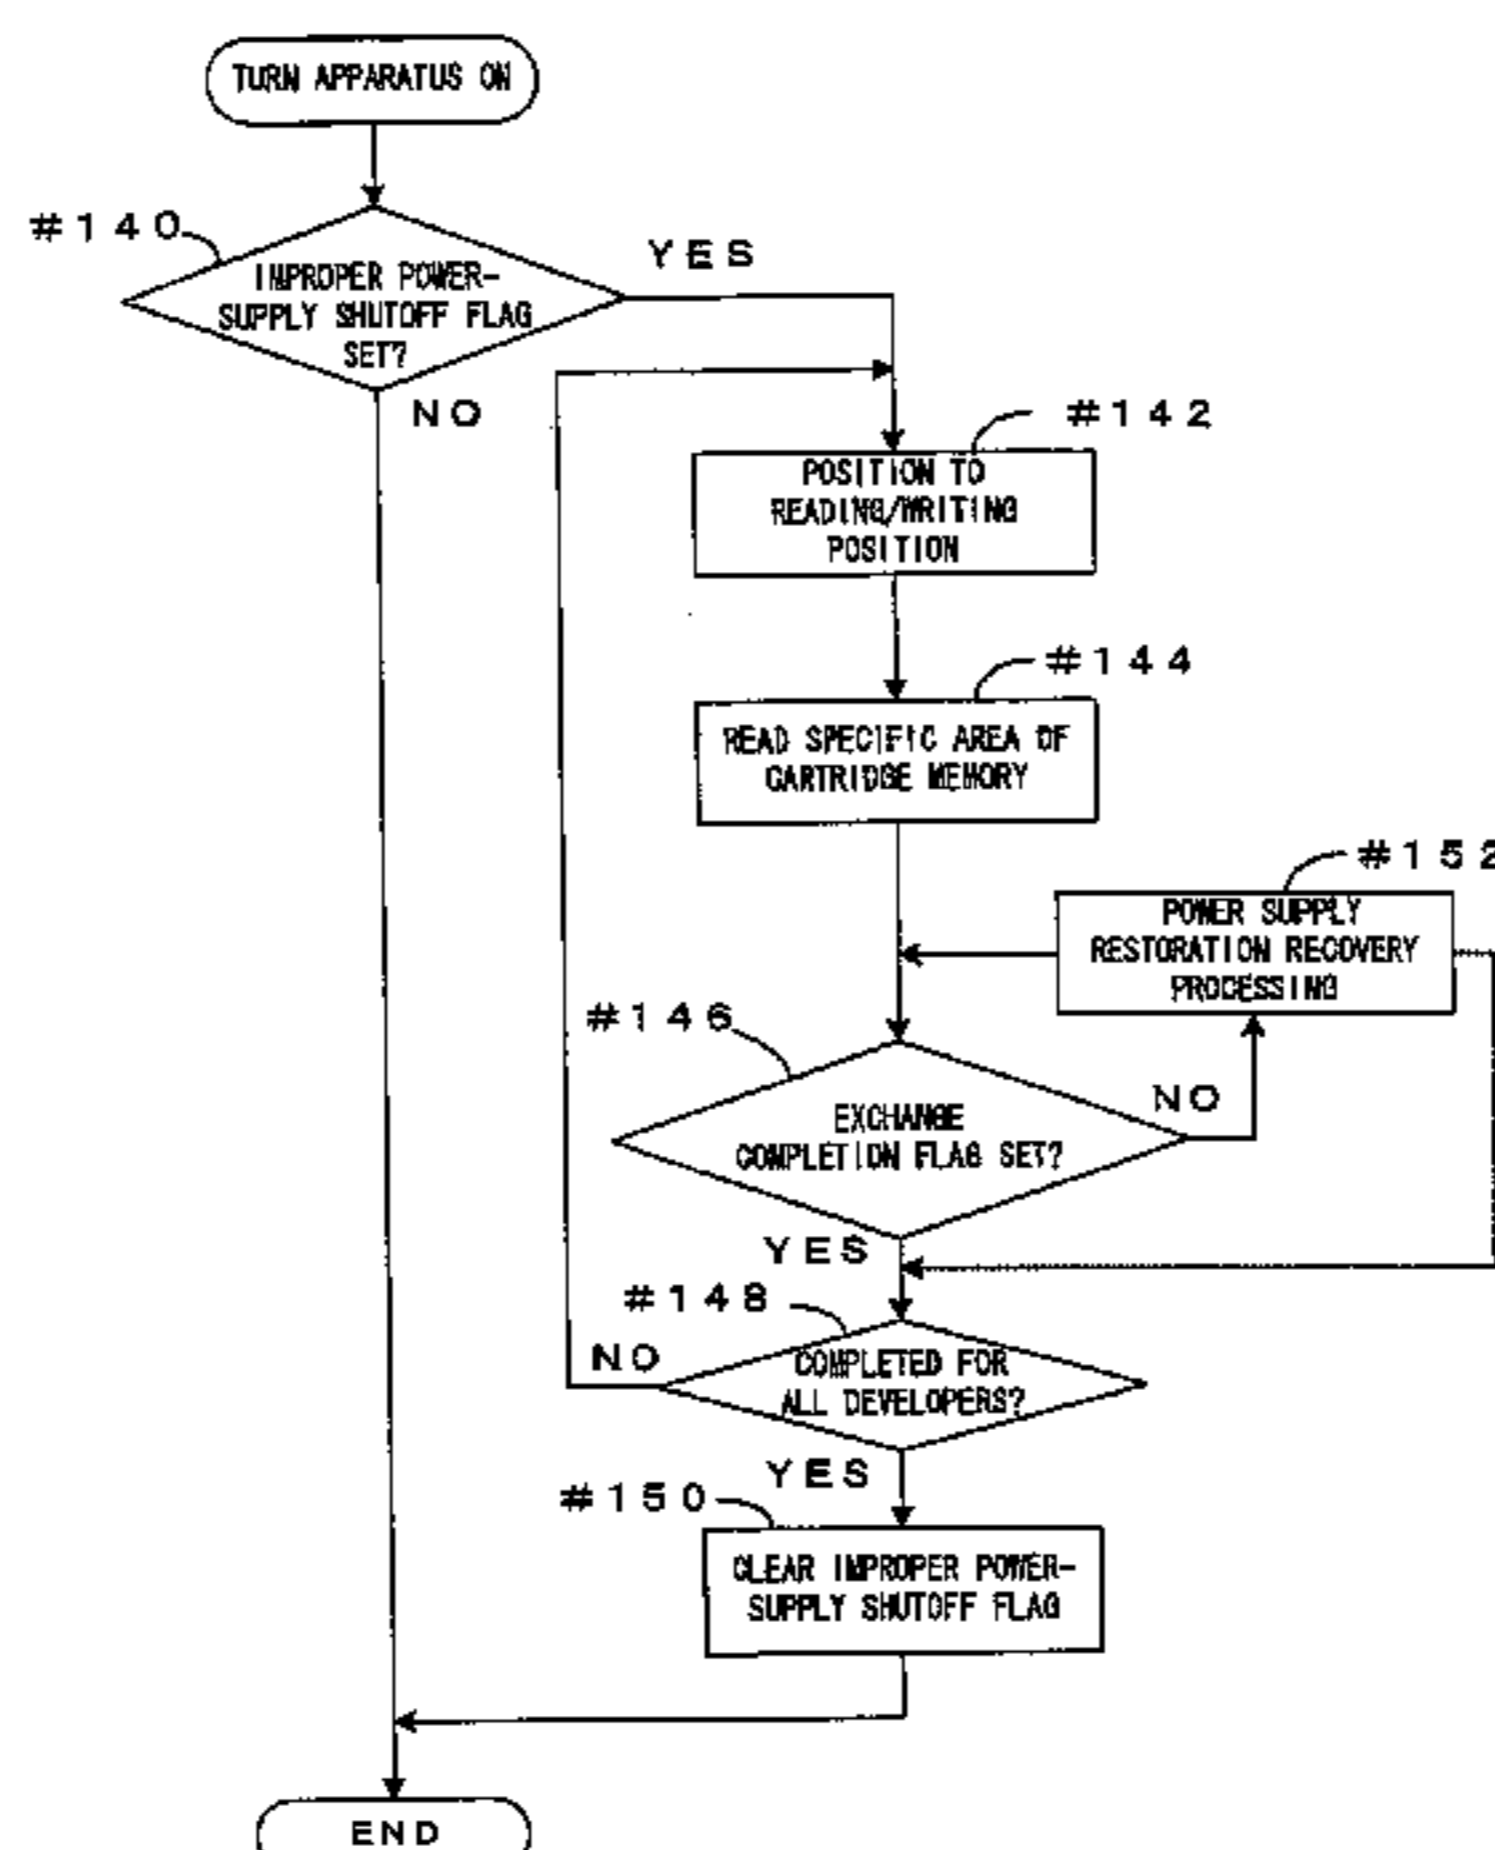 TURN APPARATUS ON
#140
IMPROPER POWER-
SUPPLY SHUTOFF FLAG
SET?
YES
NO
#142
POSITION TO
READING/WRITING
POSITION
#144
READ SPECIFIC AREA OF
CARTRIDGE MEMORY
#152
POWER SUPPLY
RESTORATION RECOVERY
PROCESSING
#146
EXCHANGE
COMPLETION FLAG SET?
NO
YES
#148
NO
COMPLETED FOR
ALL DEVELOPERS?
YES
#150
CLEAR IMPROPER POWER-
SUPPLY SHUTOFF FLAG
END